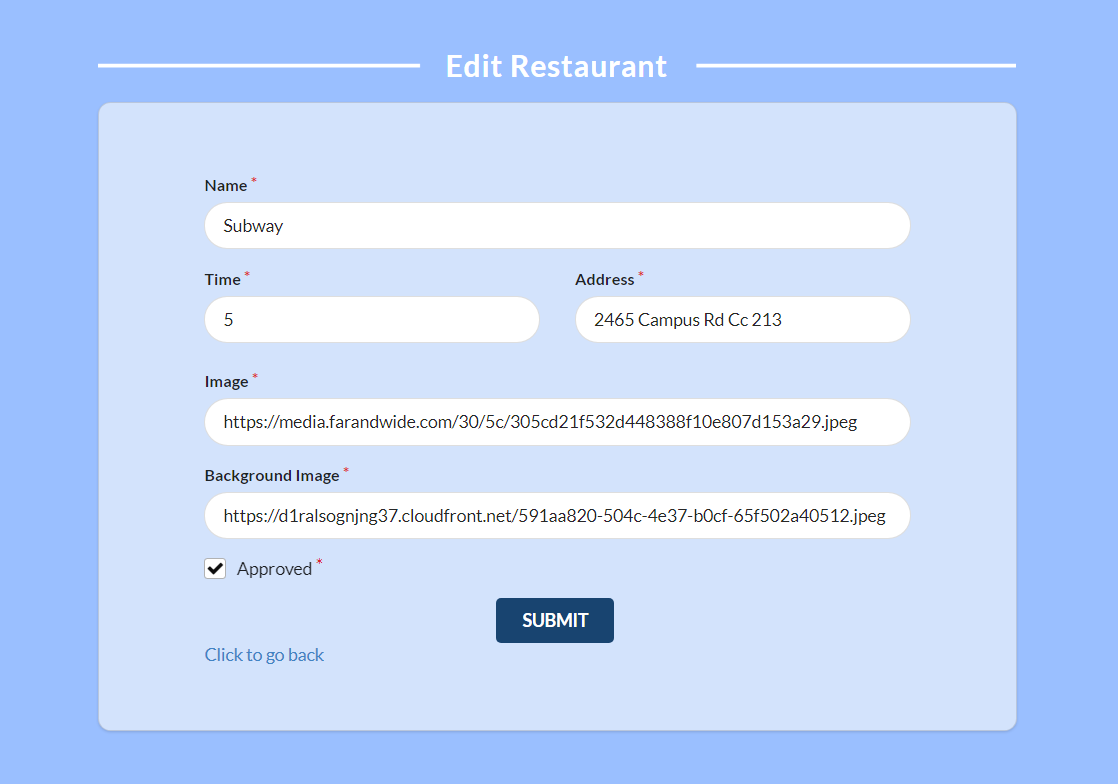 Edit Restaurant
Name *
Subway
Time * Address *
5 2465 Campus Rd Cc 213
Image *
https://media.farandwide.com/30/5c/305cd21f532d448388f10e807d153a29.jpeg
Background Image *
https://d1ralsognjng37.cloudfront.net/591aa820-504c-4e37-b0cf-65f502a40512.jpeg
Approved *
SUBMIT
Click to go back